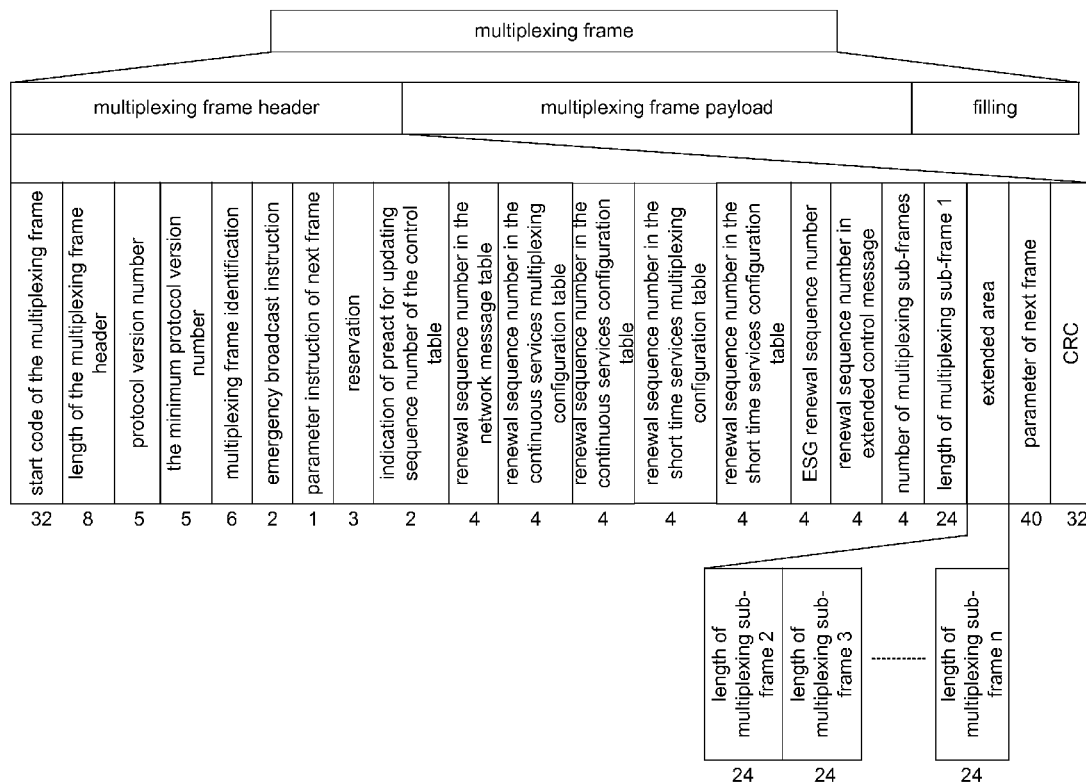 multiplexing frame
multiplexing frame header
multiplexing frame payload
filling
start code of the multiplexing frame
length of the multiplexing frame
header
protocol version number
the minimum protocol version
number
multiplexing frame identification
emergency broadcast instruction
parameter instruction of next frame
reservation
indication of preact for updating
sequence number of the control
table
renewal sequence number in the
network message table
renewal sequence number in the
continuous services multiplexing
configuration table
renewal sequence number in the
continuous services configuration
table
renewal sequence number in the
short time services multiplexing
configuration table
renewal sequence number in the
short time services configuration
table
ESG renewal sequence number
renewal sequence number in
extended control message
number of multiplexing sub-frames
length of multiplexing sub-frame 1
extended area
parameter of next frame
CRC
32 8 5 5 6 2 1 3 2 4 4 4 4 4 4 4 4 24 40 32
length of
multiplexing sub-
frame 2
length of
multiplexing sub-
frame 3
length of
multiplexing sub-
frame n
24 24 24